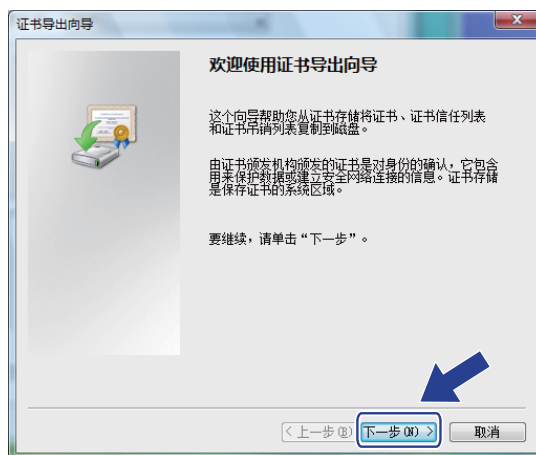 证书导出向导
欢迎使用证书导出向导
这个向导帮助您从证书存储将证书、证书信任列表
和证书吊销列表复制到磁盘。
由证书颁发机构颁发的证书是对身份的确认，它包含
用来保护数据或建立安全网络连接的信息。证书存储
是保存证书的系统区域。
要继续，请单击“下一步”。
< 上一步(B) 下一步(N) > 取消